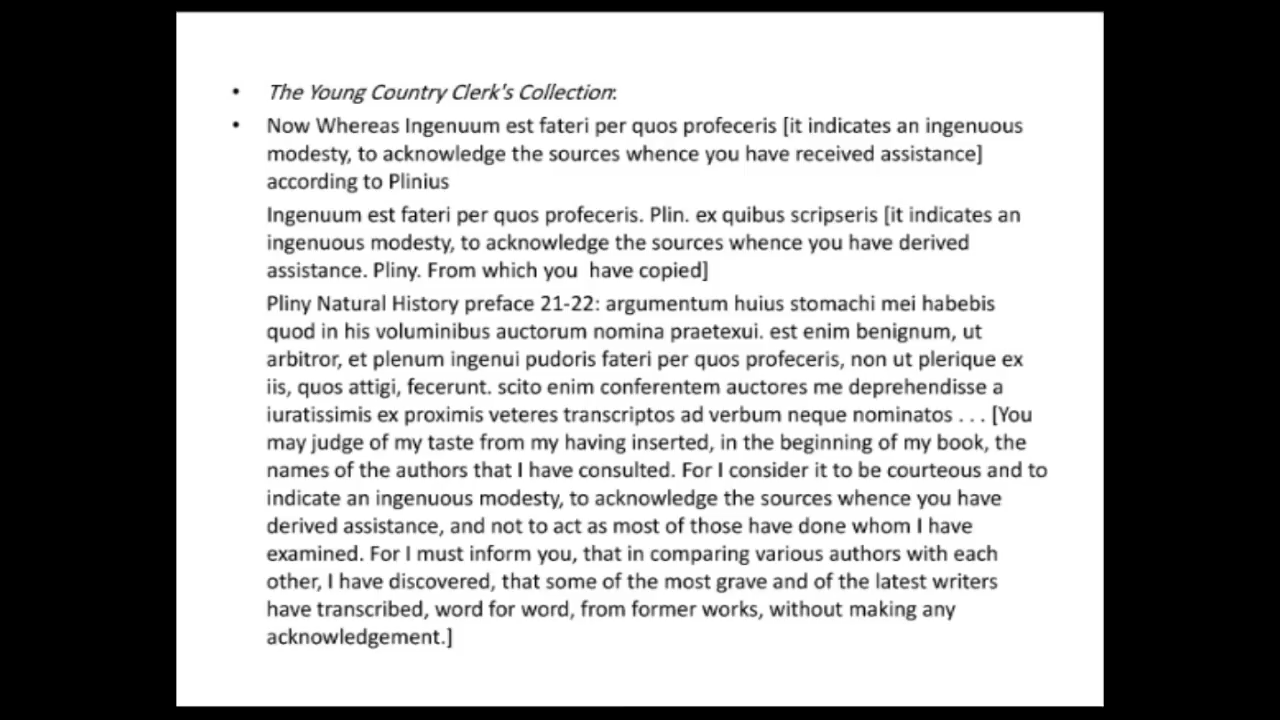 • The Young Country Clerk's Collection:
• Now Whereas Ingenuum est fateri per quos profeceris [it indicates an ingenuous
modesty, to acknowledge the sources whence you have received assistance]
according to Plinius
Ingenuum est fateri per quos profeceris. Plin. ex quibus scripseris [it indicates an
ingenuous modesty, to acknowledge the sources whence you have derived
assistance. Pliny. From which you have copied]
Pliny Natural History preface 21-22: argumentum huius stomachi mei habebis
quod in his voluminibus auctorum nomina praetexui. est enim benignum, ut
arbitror, et plenum ingenui pudoris fateri per quos profeceris, non ut plerique ex
iis, quos attigi, fecerunt. scito enim conferentem auctores me deprehendisse a
iuratissimis ex proximis veteres transcriptos ad verbum neque nominatos . . . [You
may judge of my taste from my having inserted, in the beginning of my book, the
names of the authors that I have consulted. For I consider it to be courteous and to
indicate an ingenuous modesty, to acknowledge the sources whence you have
derived assistance, and not to act as most of those have done whom I have
examined. For I must inform you, that in comparing various authors with each
other, I have discovered, that some of the most grave and of the latest writers
have transcribed, word for word, from former works, without making any
acknowledgement.]